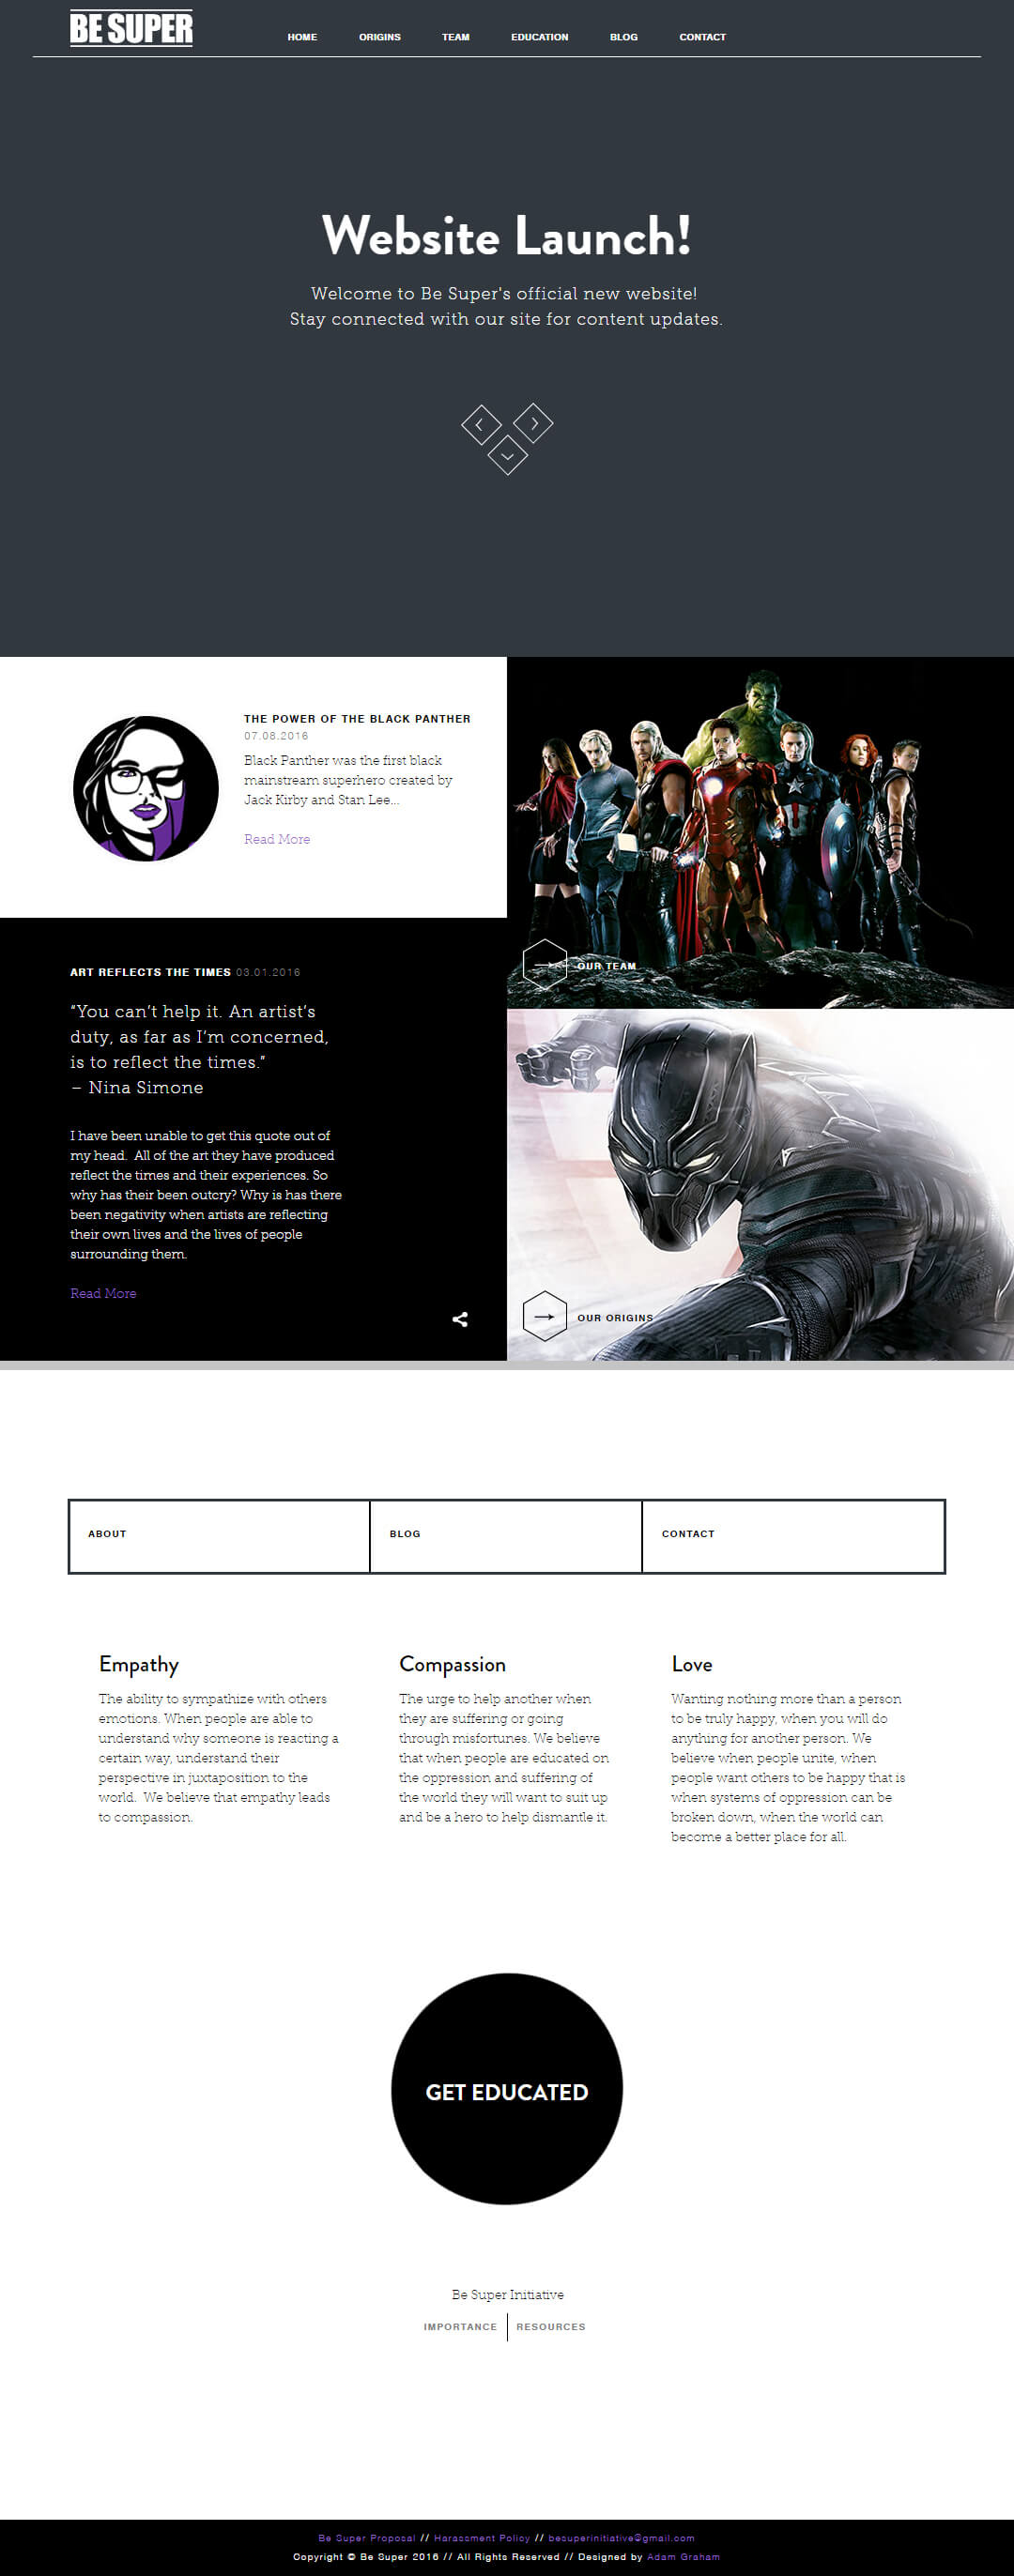 BE SUPER
HOME ORIGINS TEAM EDUCATION BLOG CONTACT
Website Launch!
Welcome to Be Super's official new website!
Stay connected with our site for content updates.
THE POWER OF THE BLACK PANTHER
07.08.2016
Black Panther was the first black
mainstream superhero created by
Jack Kirby and Stan Lee...
Read More
OUR TEAM
ART REFLECTS THE TIMES 03.01.2016
“You can’t help it. An artist’s
duty, as far as I’m concerned,
is to reflect the times.”
– Nina Simone
I have been unable to get this quote out of
my head.  All of the art they have produced
reflect the times and their experiences. So
why has their been outcry? Why is has there
been negativity when artists are reflecting
their own lives and the lives of people
surrounding them.
Read More
OUR ORIGINS
ABOUT BLOG CONTACT
Empathy
The ability to sympathize with others
emotions. When people are able to
understand why someone is reacting a
certain way, understand their
perspective in juxtaposition to the
world.  We believe that empathy leads
to compassion.
Compassion
The urge to help another when
they are suffering or going
through misfortunes. We believe
that when people are educated on
the oppression and suffering of
the world they will want to suit up
and be a hero to help dismantle it.
Love
Wanting nothing more than a person
to be truly happy, when you will do
anything for another person. We
believe when people unite, when
people want others to be happy that is
when systems of oppression can be
broken down, when the world can
become a better place for all.
GET EDUCATED
Be Super Initiative
IMPORTANCE RESOURCES
Be Super Proposal // Harassment Policy // besuperinitiative@gmail.com
Copyright © Be Super 2016 // All Rights Reserved // Designed by Adam Graham